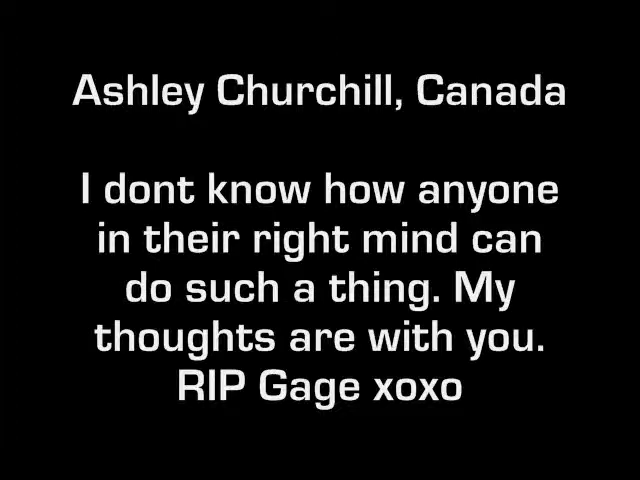 Ashley Churchill, Canada
I dont know how anyone
in their right mind can
do such a thing. My
thoughts are with you.
RIP Gage xoxo